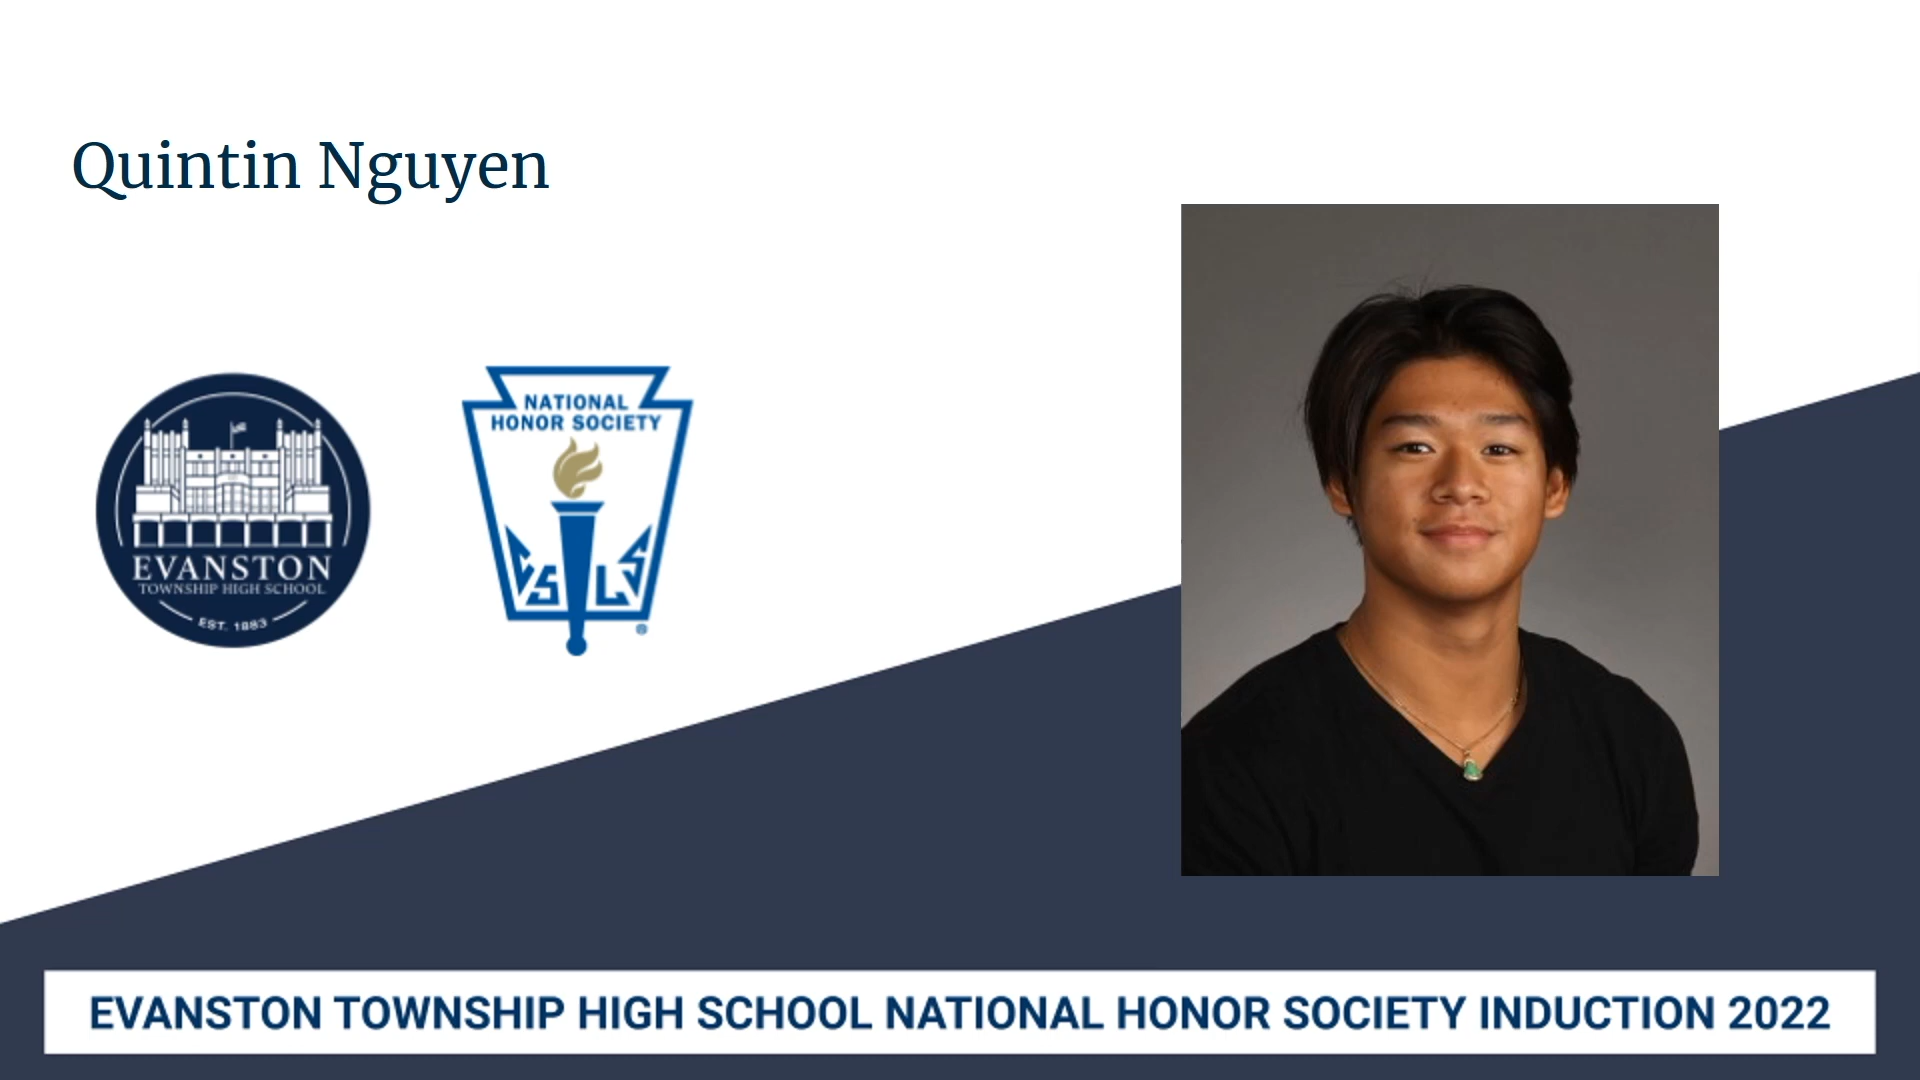 Quintin Nguyen
EVANSTON
TOWNSHIP HIGH SCHOOL
EST. 1883
NATIONAL
HONOR SOCIETY
C S L S
®
EVANSTON TOWNSHIP HIGH SCHOOL NATIONAL HONOR SOCIETY INDUCTION 2022